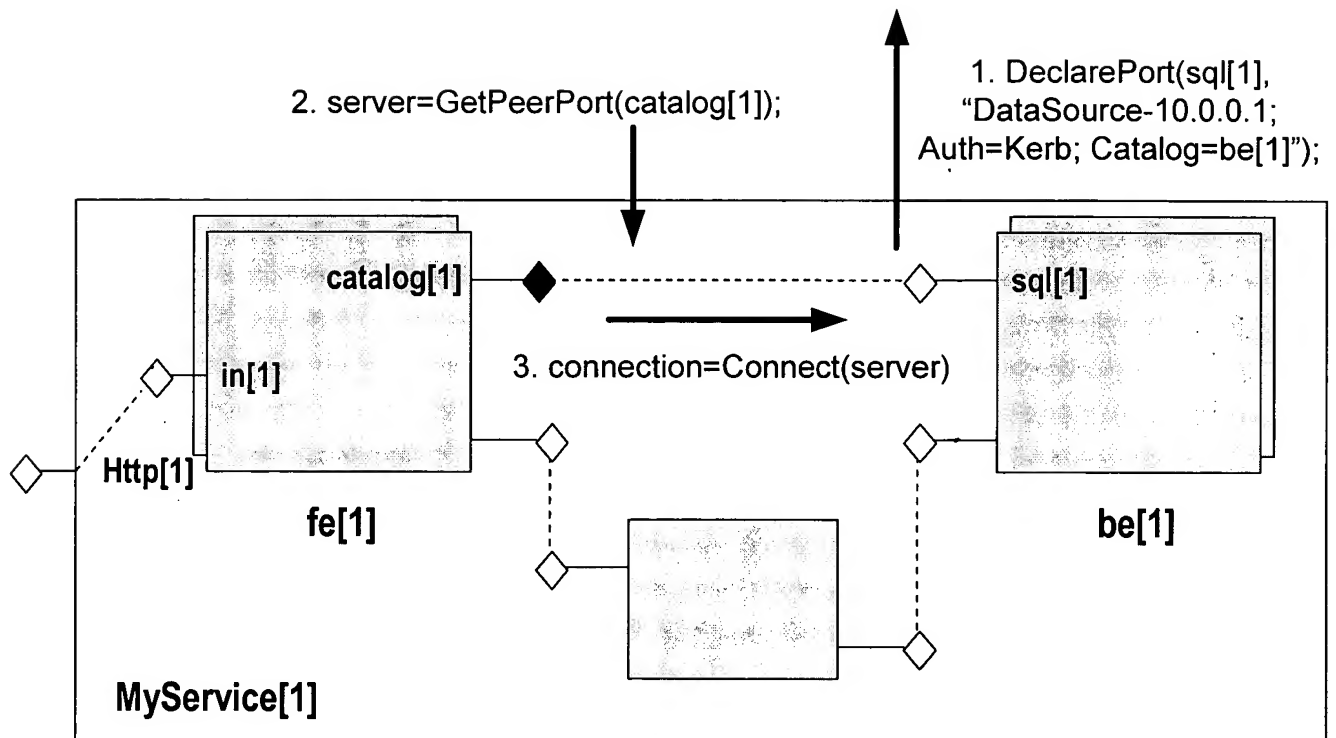 1. DeclarePort(sql[1],
“DataSource-10.0.0.1;
Auth=Kerb; Catalog=be[1]”);
2. server=GetPeerPort(catalog[1]);
catalog[1]
sql[1]
3. connection=Connect(server)
in[1]
Http[1]
fe[1]
be[1]
MyService[1]